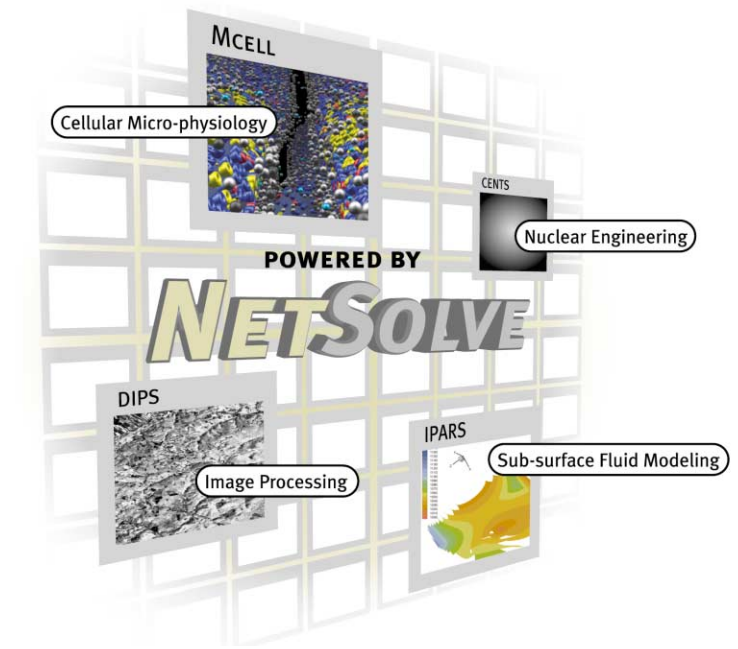 MCELL
Cellular Micro-physiology
CENTS
Nuclear Engineering
POWERED BY
NETSOLVE
DIPS
Image Processing
IPARS
Sub-surface Fluid Modeling